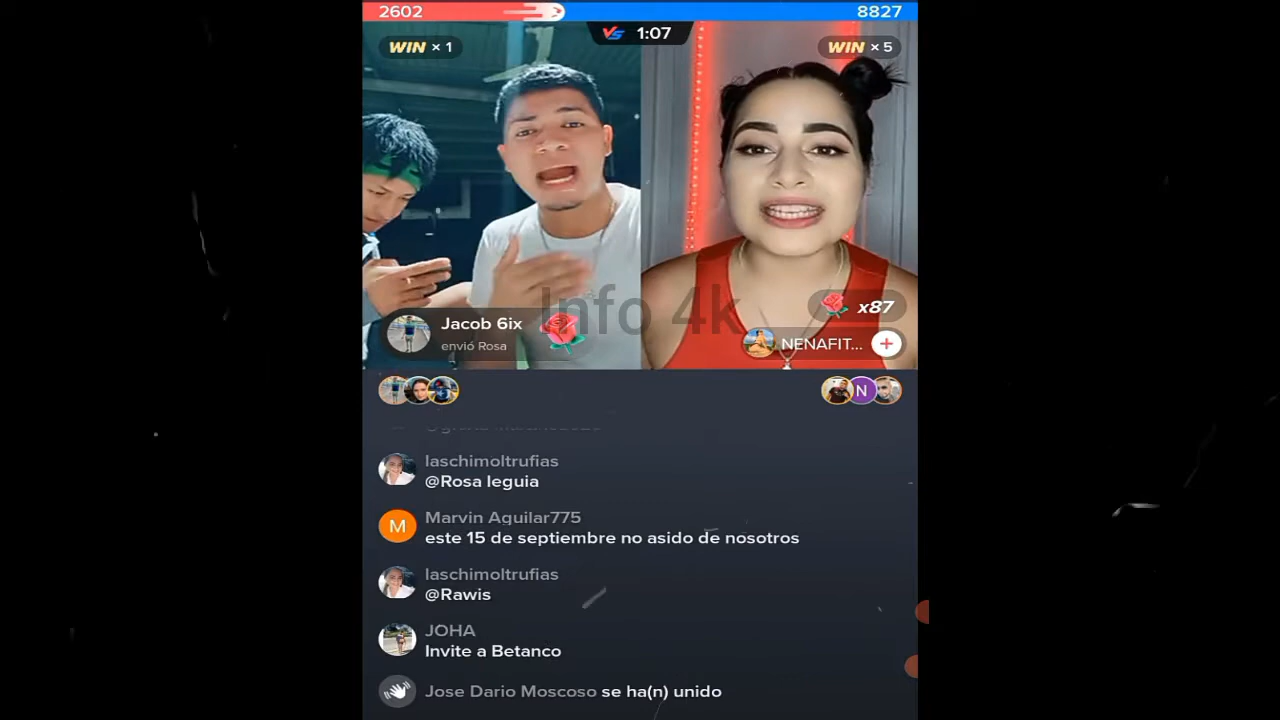 2602
8827
VS 1:07
WIN × 1
WIN × 5
Info 4k
x87
Jacob 6ix
envió Rosa
NENAFIT...
N
laschimoltrufias
@Rosa leguia
M
Marvin Aguilar775
este 15 de septiembre no asido de nosotros
laschimoltrufias
@Rawis
JOHA
Invite a Betanco
Jose Dario Moscoso se ha(n) unido